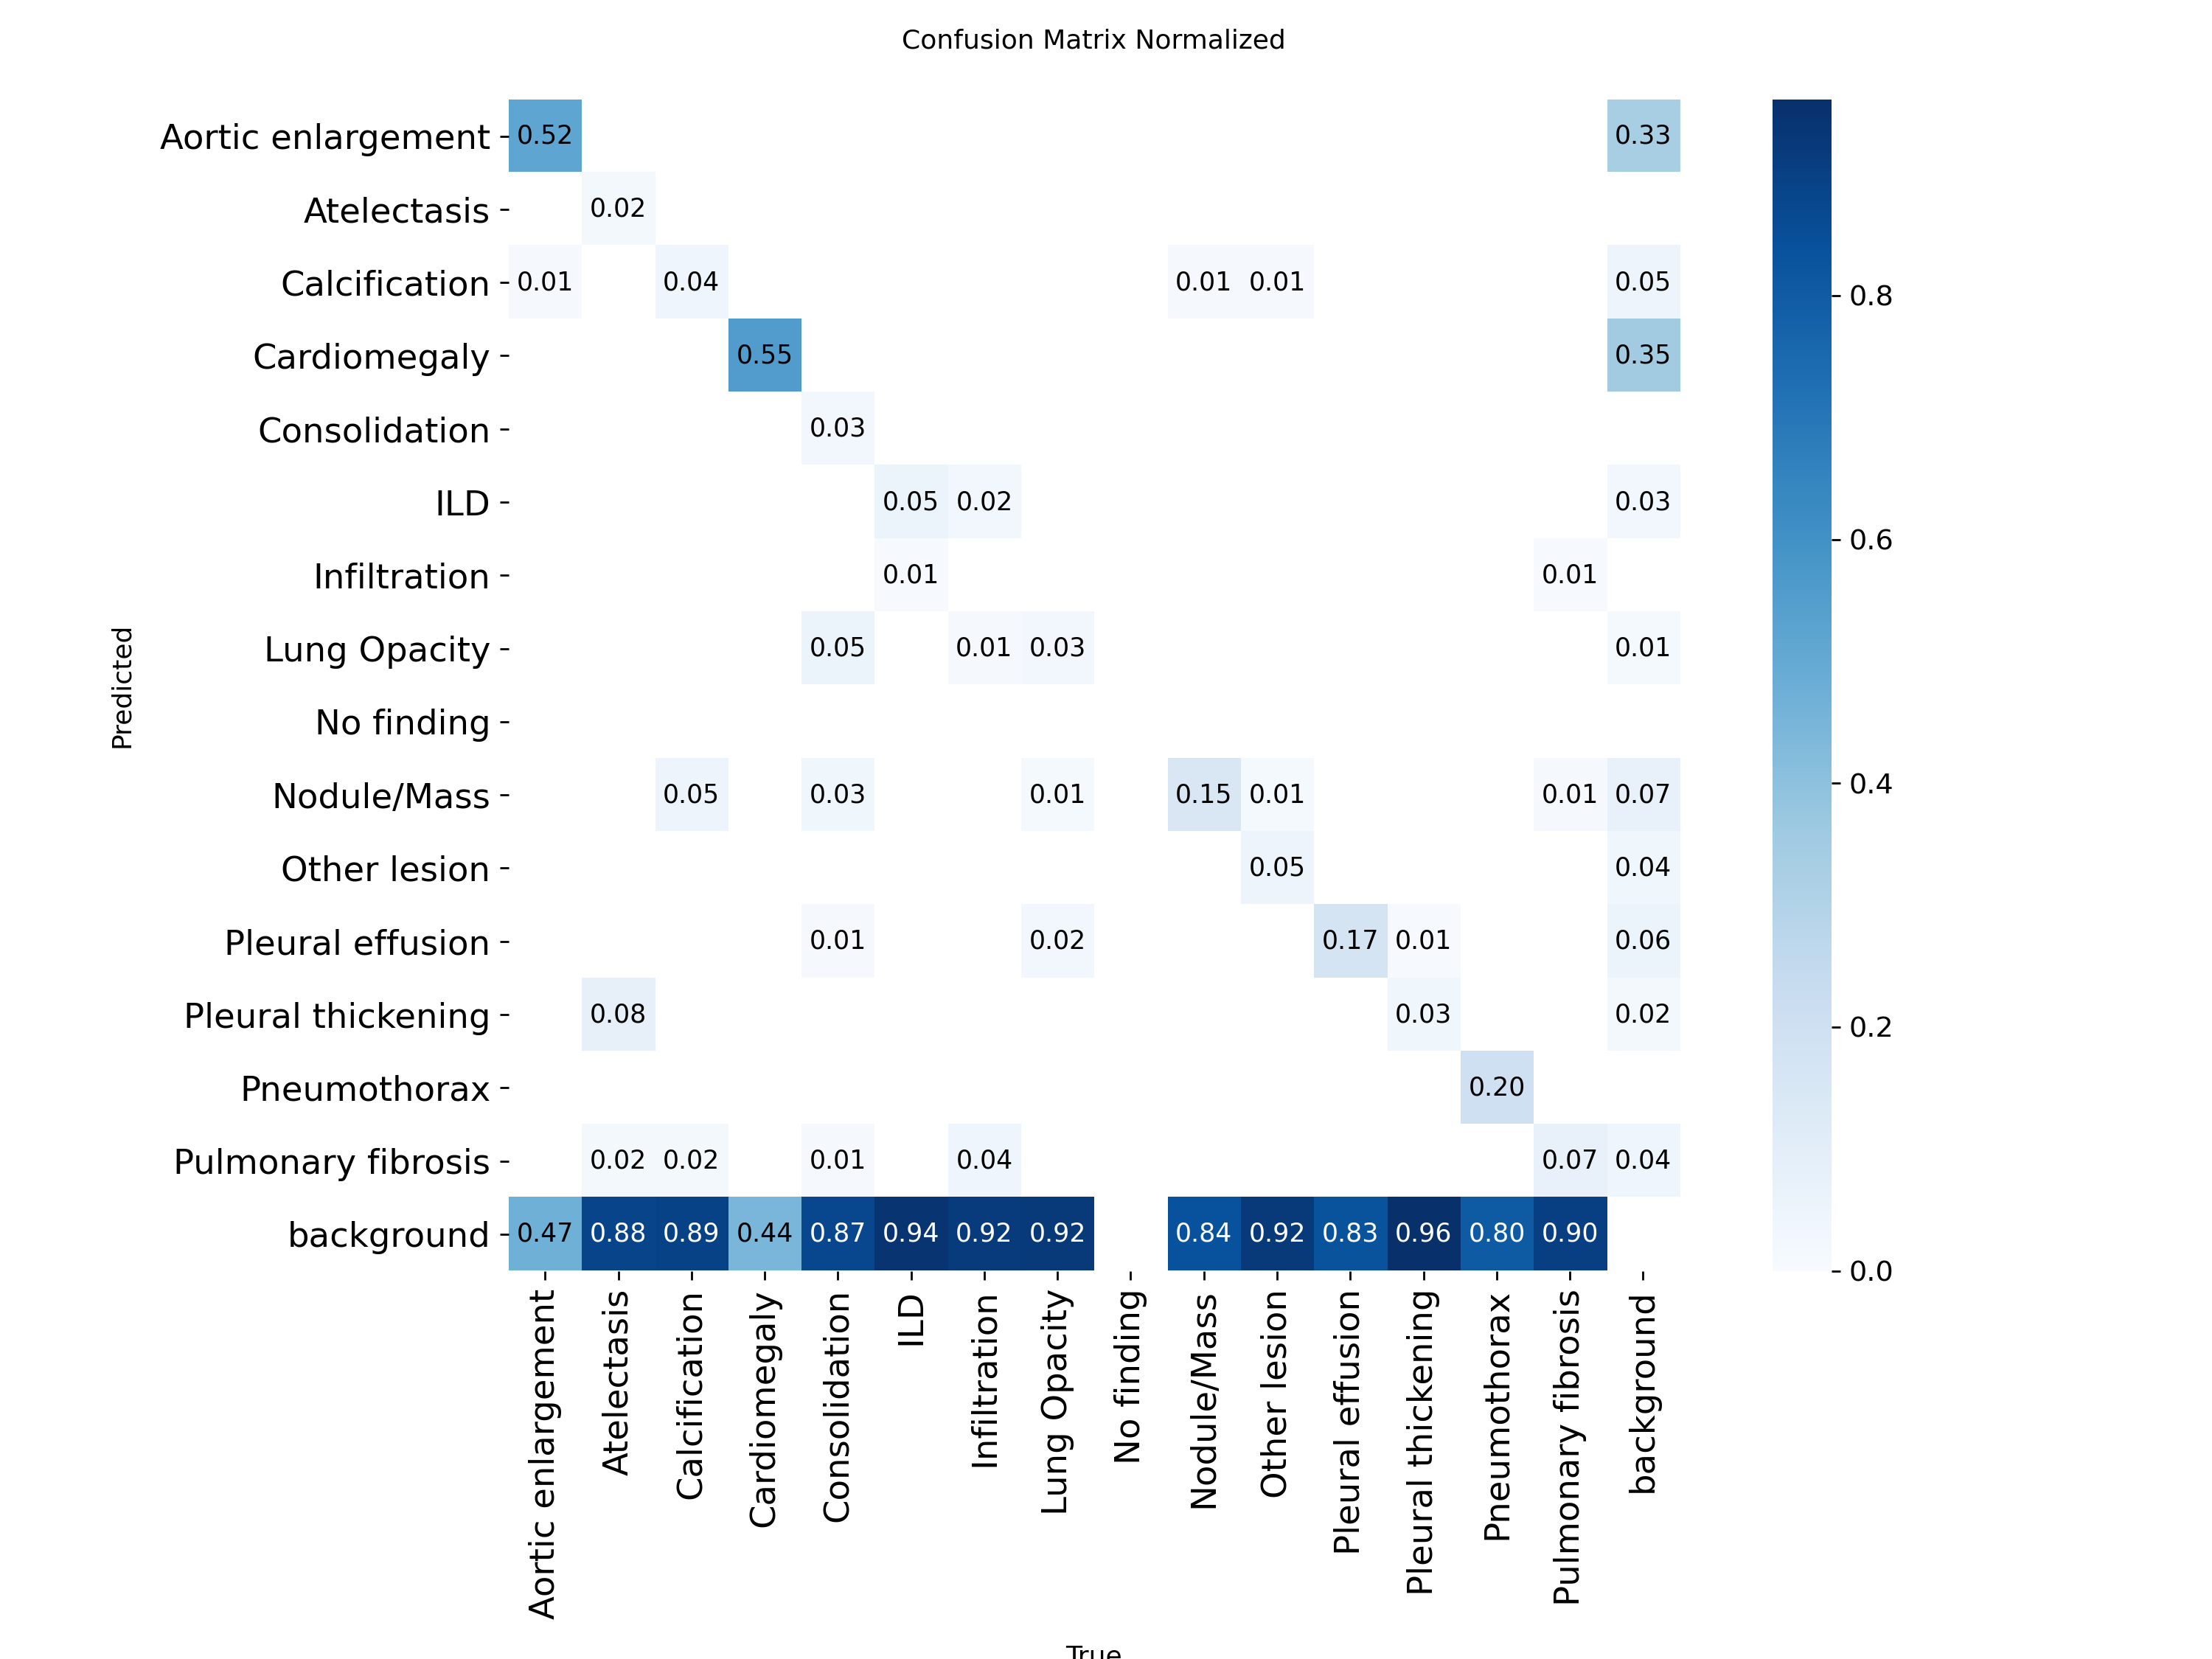 Confusion Matrix Normalized
Aortic enlargement 0.52 0.33
Atelectasis 0.02
Calcification 0.01 0.04 0.01 0.01 0.05
Cardiomegaly 0.55 0.35
Consolidation 0.03
ILD 0.05 0.02 0.03
Infiltration 0.01 0.01
Lung Opacity 0.05 0.01 0.03 0.01
No finding
Nodule/Mass 0.05 0.03 0.01 0.15 0.01 0.01 0.07
Other lesion 0.05 0.04
Pleural effusion 0.01 0.02 0.17 0.01 0.06
Pleural thickening 0.08 0.03 0.02
Pneumothorax 0.20
Pulmonary fibrosis 0.02 0.02 0.01 0.04 0.07 0.04
background 0.47 0.88 0.89 0.44 0.87 0.94 0.92 0.92 0.84 0.92 0.83 0.96 0.80 0.90
Predicted
Aortic enlargement
Atelectasis
Calcification
Cardiomegaly
Consolidation
ILD
Infiltration
Lung Opacity
No finding
Nodule/Mass
Other lesion
Pleural effusion
Pleural thickening
Pneumothorax
Pulmonary fibrosis
background
True
0.8
0.6
0.4
0.2
0.0